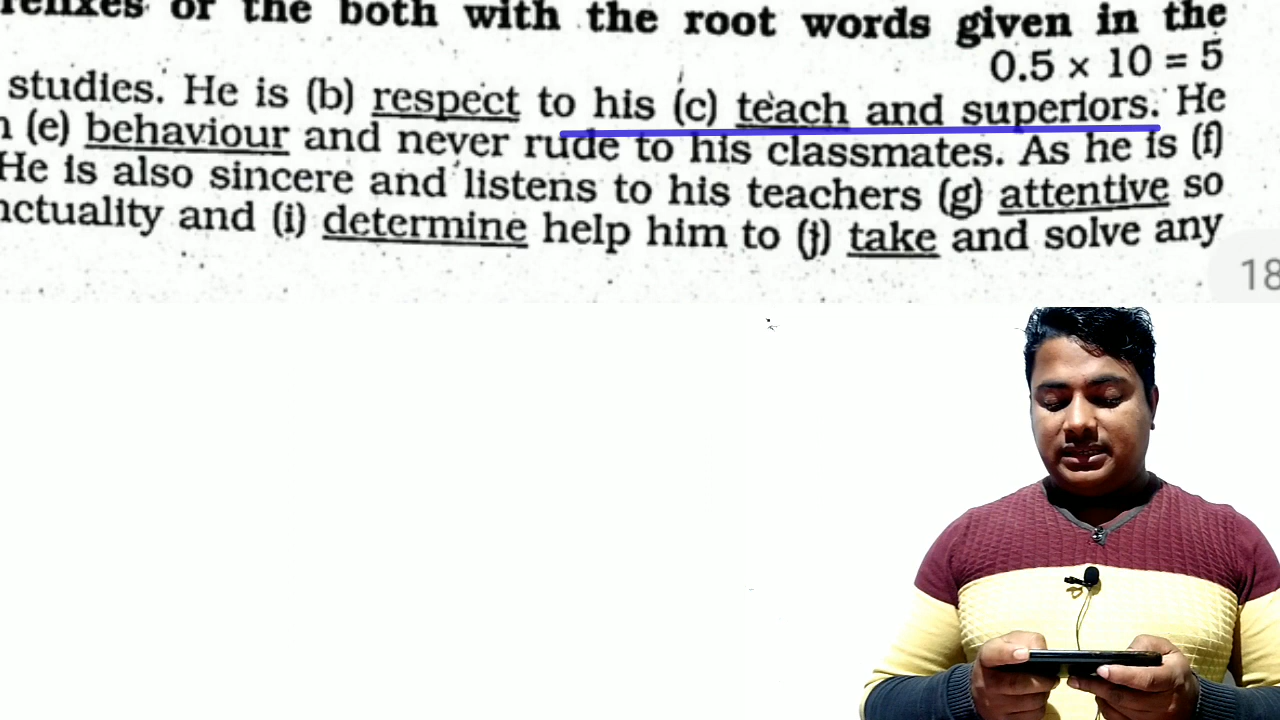 or the both with the root words given in the
0.5 × 10 = 5
studies. He is (b) respect to his (c) teach and superiors. He
(e) behaviour and never rude to his classmates. As he is (f)
He is also sincere and listens to his teachers (g) attentive so
and (i) determine help him to (j) take and solve any
18